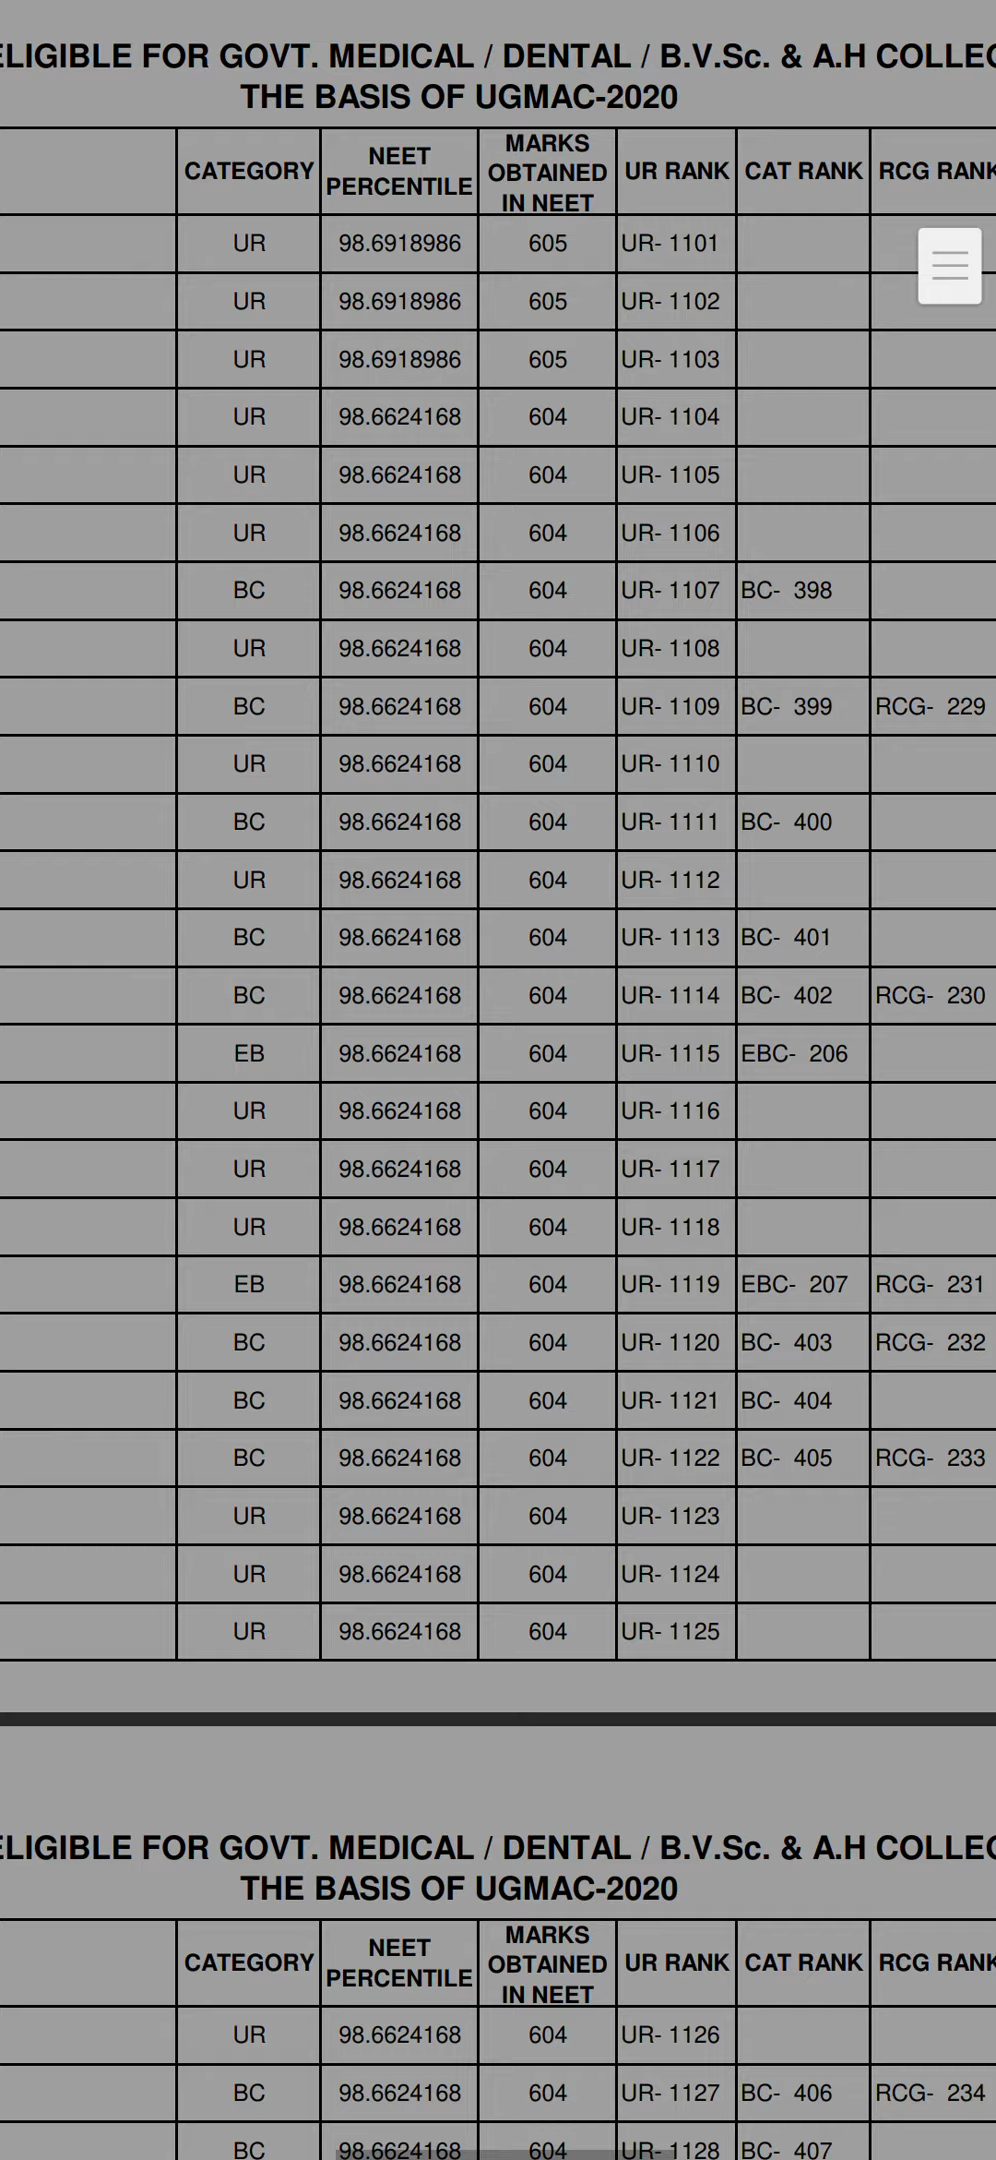 ELIGIBLE FOR GOVT. MEDICAL / DENTAL / B.V.Sc. & A.H COLLEG
THE BASIS OF UGMAC-2020
CATEGORY NEET PERCENTILE MARKS OBTAINED IN NEET UR RANK CAT RANK RCG RANK
UR 98.6918986 605 UR- 1101
UR 98.6918986 605 UR- 1102
UR 98.6918986 605 UR- 1103
UR 98.6624168 604 UR- 1104
UR 98.6624168 604 UR- 1105
UR 98.6624168 604 UR- 1106
BC 98.6624168 604 UR- 1107 BC- 398
UR 98.6624168 604 UR- 1108
BC 98.6624168 604 UR- 1109 BC- 399 RCG- 229
UR 98.6624168 604 UR- 1110
BC 98.6624168 604 UR- 1111 BC- 400
UR 98.6624168 604 UR- 1112
BC 98.6624168 604 UR- 1113 BC- 401
BC 98.6624168 604 UR- 1114 BC- 402 RCG- 230
EB 98.6624168 604 UR- 1115 EBC- 206
UR 98.6624168 604 UR- 1116
UR 98.6624168 604 UR- 1117
UR 98.6624168 604 UR- 1118
EB 98.6624168 604 UR- 1119 EBC- 207 RCG- 231
BC 98.6624168 604 UR- 1120 BC- 403 RCG- 232
BC 98.6624168 604 UR- 1121 BC- 404
BC 98.6624168 604 UR- 1122 BC- 405 RCG- 233
UR 98.6624168 604 UR- 1123
UR 98.6624168 604 UR- 1124
UR 98.6624168 604 UR- 1125
ELIGIBLE FOR GOVT. MEDICAL / DENTAL / B.V.Sc. & A.H COLLEG
THE BASIS OF UGMAC-2020
CATEGORY NEET PERCENTILE MARKS OBTAINED IN NEET UR RANK CAT RANK RCG RANK
UR 98.6624168 604 UR- 1126
BC 98.6624168 604 UR- 1127 BC- 406 RCG- 234
BC 98.6624168 604 UR- 1128 BC- 407